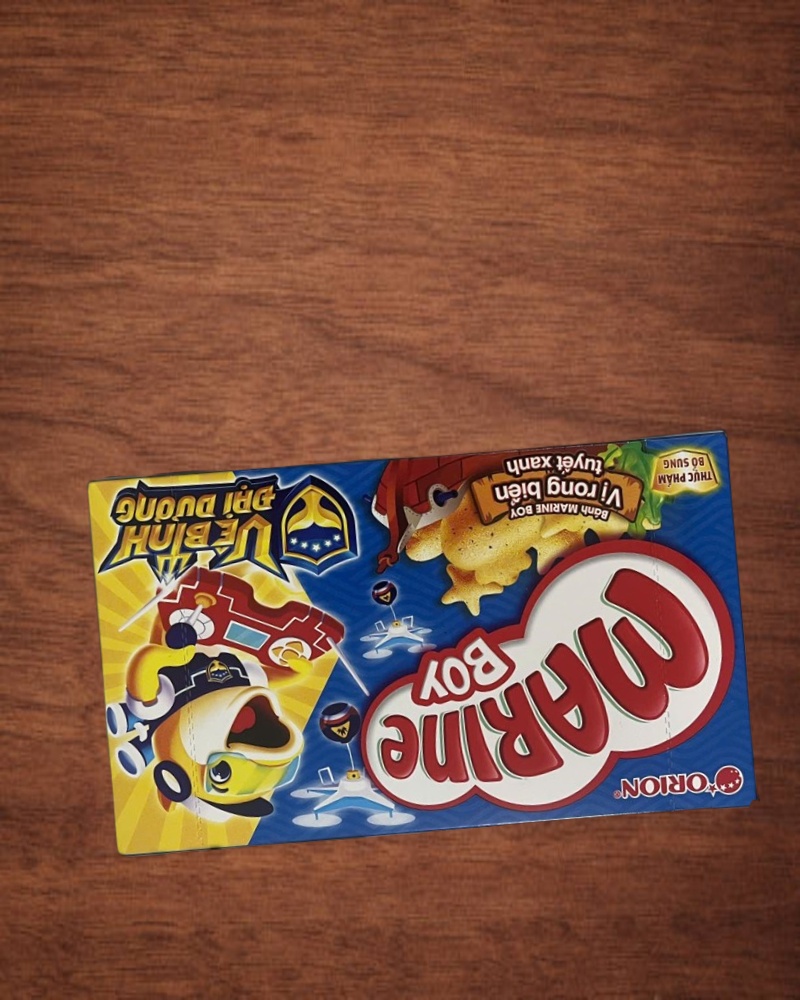 ORION®
MARINE
BOY
Bánh MARINE BOY
Vị rong biển
tuyết xanh
THỰC PHẨM
BỔ SUNG
VỆ BINH
ĐẠI DƯƠNG